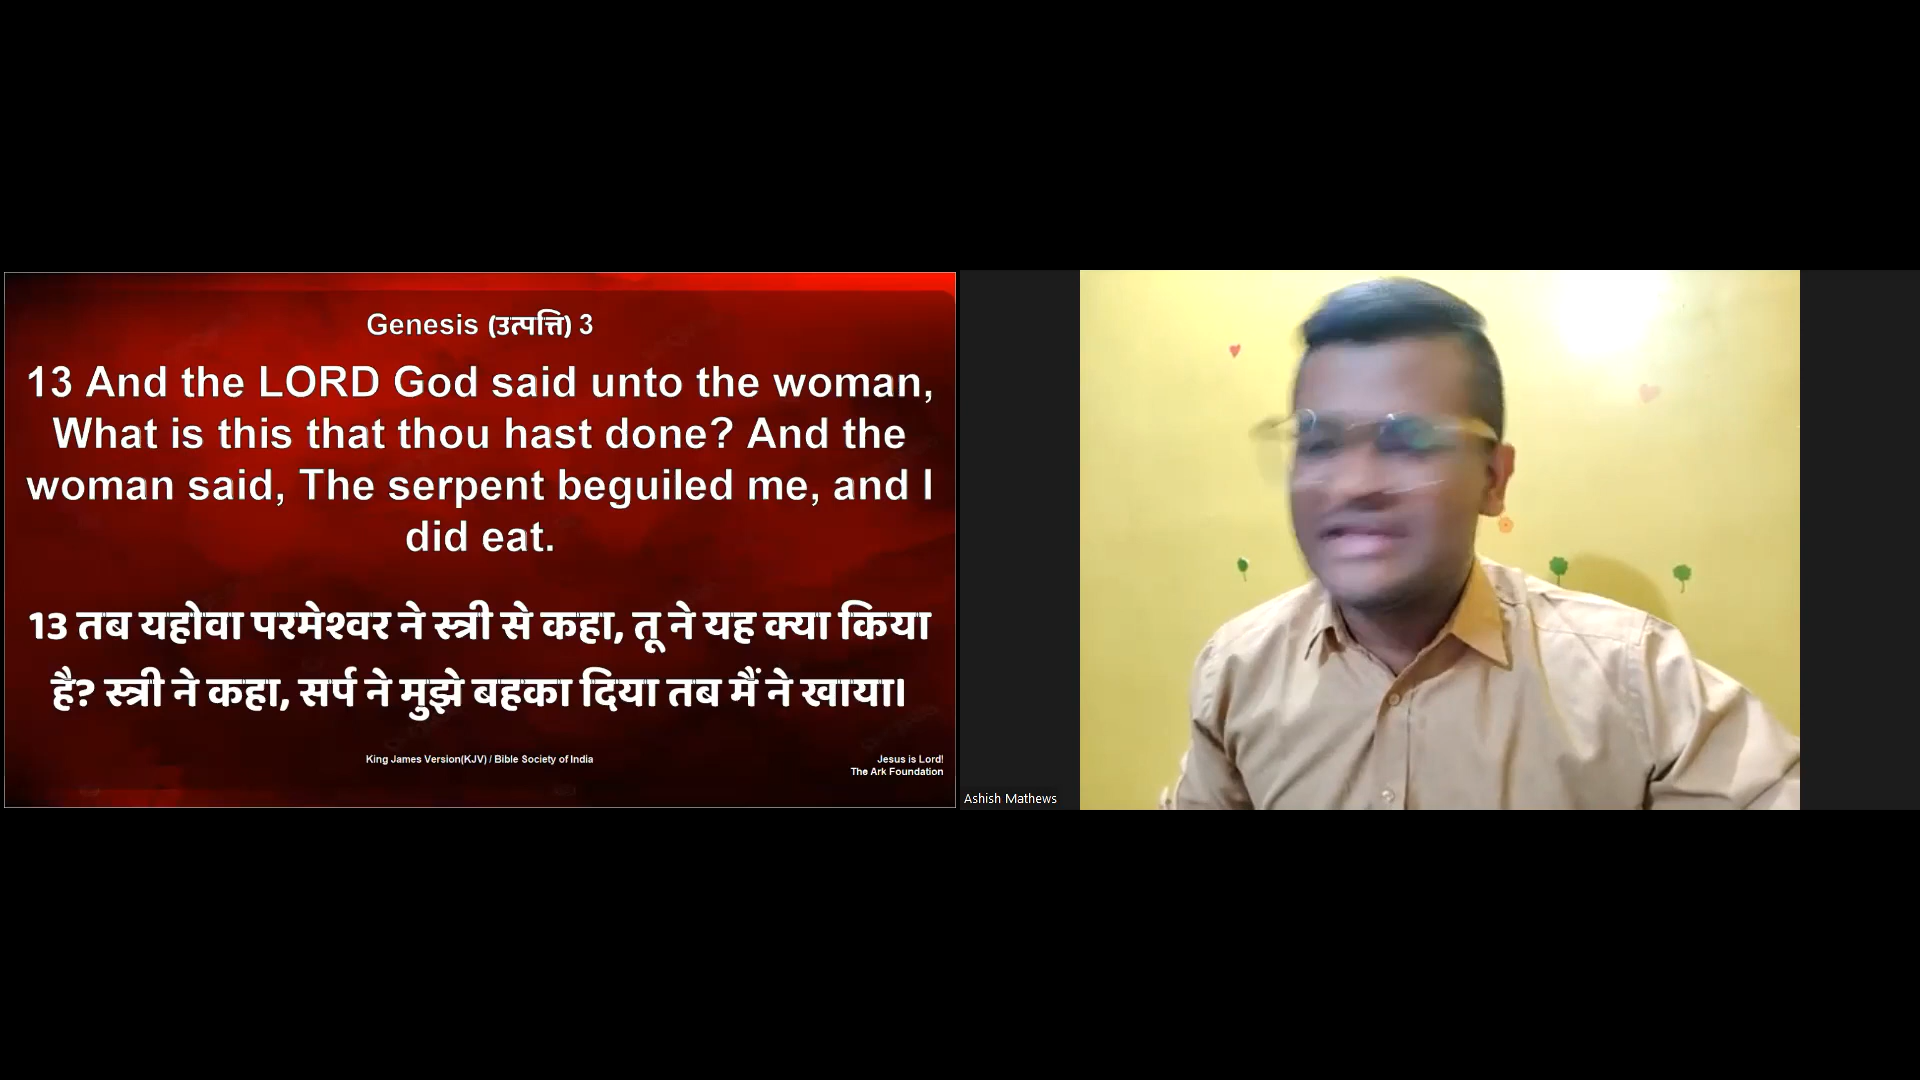 Genesis (उत्पत्ति) 3
13 And the LORD God said unto the woman,
What is this that thou hast done? And the
woman said, The serpent beguiled me, and I
did eat.
13 तब यहोवा परमेश्वर ने स्त्री से कहा, तू ने यह क्या किया
है? स्त्री ने कहा, सर्प ने मुझे बहका दिया तब मैं ने खाया।
King James Version(KJV) / Bible Society of India
Jesus is Lord!
The Ark Foundation
Ashish Mathews